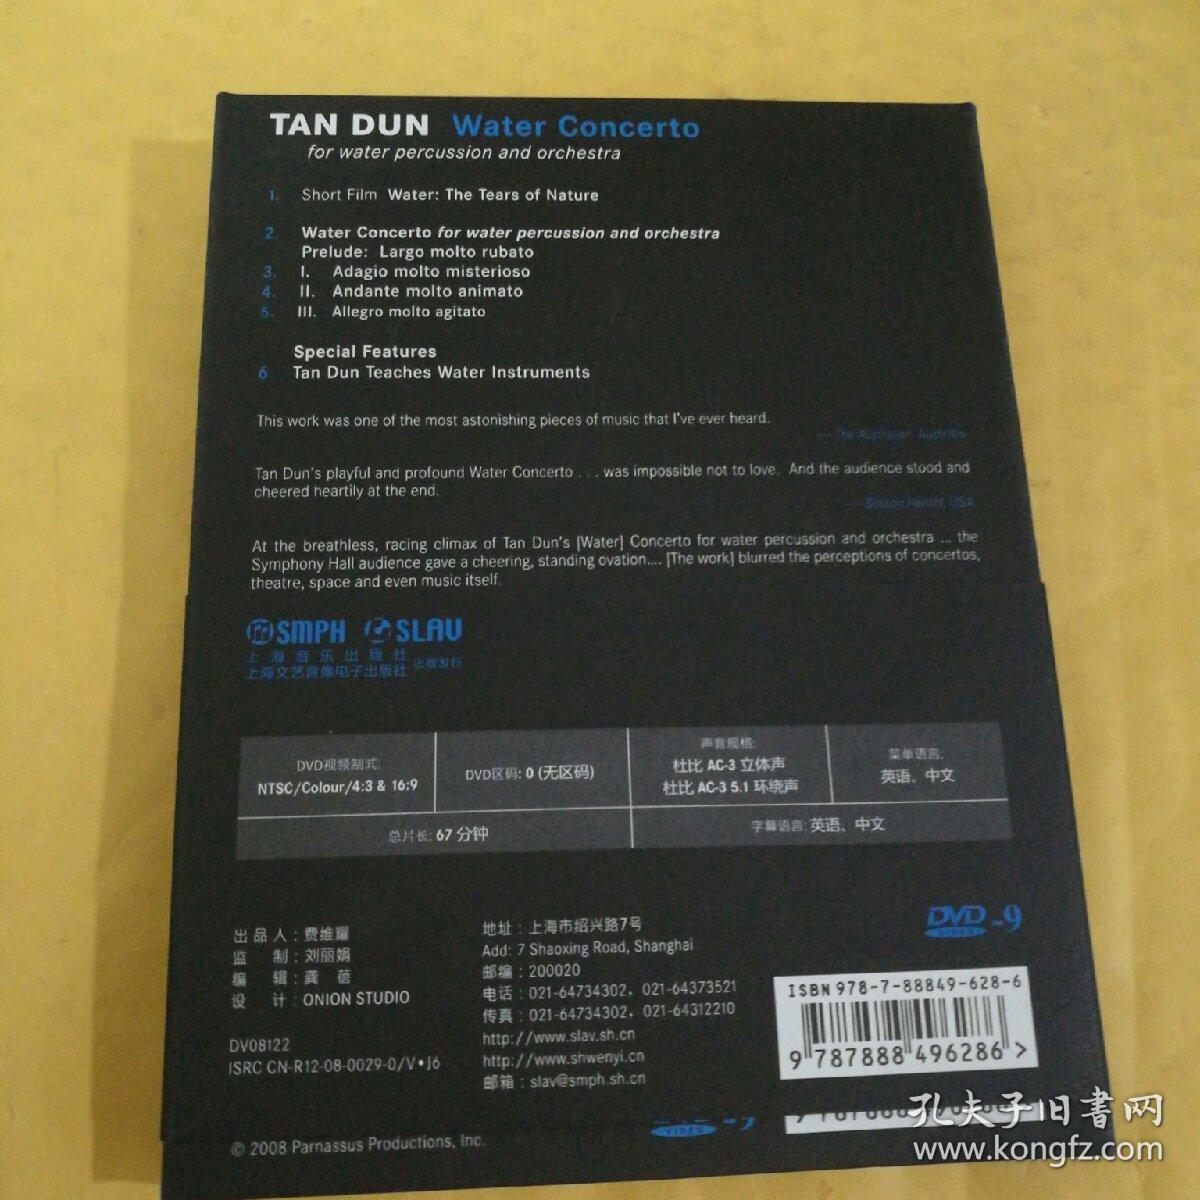 TAN DUN Water Concerto
for water percussion and orchestra
1. Short Film Water: The Tears of Nature
2. Water Concerto for water percussion and orchestra
Prelude: Largo molto rubato
3. I. Adagio molto misterioso
4. II. Andante molto animato
5. III. Allegro molto agitato
Special Features
6 Tan Dun Teaches Water Instruments
This work was one of the most astonishing pieces of music that I've ever heard.
—The Australian, Australia
Tan Dun's playful and profound Water Concerto . . . was impossible not to love. And the audience stood and
cheered heartily at the end.
—Boston Herald, USA
At the breathless, racing climax of Tan Dun's [Water] Concerto for water percussion and orchestra ... the
Symphony Hall audience gave a cheering, standing ovation.... [The work] blurred the perceptions of concertos,
theatre, space and even music itself.
SMPH SLAV
上海音乐出版社
上海文艺音像电子出版社 出版发行
DVD视频制式:
NTSC/Colour/4:3 & 16:9
DVD区码: 0 (无区码)
声音规格:
杜比 AC-3 立体声
杜比 AC-3 5.1 环绕声
菜单语言:
英语、中文
总片长: 67 分钟
字幕语言: 英语、中文
出品人：费维耀
监制：刘丽娟
编辑：龚蓓
设计：ONION STUDIO
DV08122
ISRC CN-R12-08-0029-0/V•J6
地址：上海市绍兴路7号
Add: 7 Shaoxing Road, Shanghai
邮编：200020
电话：021-64734302，021-64373521
传真：021-64734302，021-64312210
http://www.slav.sh.cn
http://www.shwenyi.cn
邮箱：slav@smph.sh.cn
DVD VIDEO -9
ISBN 978-7-88849-628-6
9 787888 496286 >
VIDEO -9
© 2008 Parnassus Productions, Inc.
孔夫子旧書网
www.kongfz.com